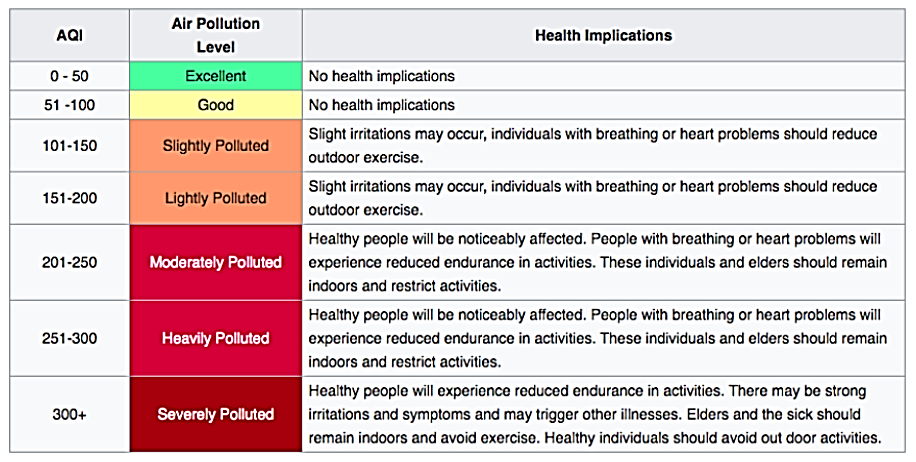 AQI Air Pollution Level Health Implications
0 - 50 Excellent No health implications
51 -100 Good No health implications
101-150 Slightly Polluted Slight irritations may occur, individuals with breathing or heart problems should reduce
outdoor exercise.
151-200 Lightly Polluted Slight irritations may occur, individuals with breathing or heart problems should reduce
outdoor exercise.
201-250 Moderately Polluted Healthy people will be noticeably affected. People with breathing or heart problems will
experience reduced endurance in activities. These individuals and elders should remain
indoors and restrict activities.
251-300 Heavily Polluted Healthy people will be noticeably affected. People with breathing or heart problems will
experience reduced endurance in activities. These individuals and elders should remain
indoors and restrict activities.
300+ Severely Polluted Healthy people will experience reduced endurance in activities. There may be strong
irritations and symptoms and may trigger other illnesses. Elders and the sick should
remain indoors and avoid exercise. Healthy individuals should avoid out door activities.